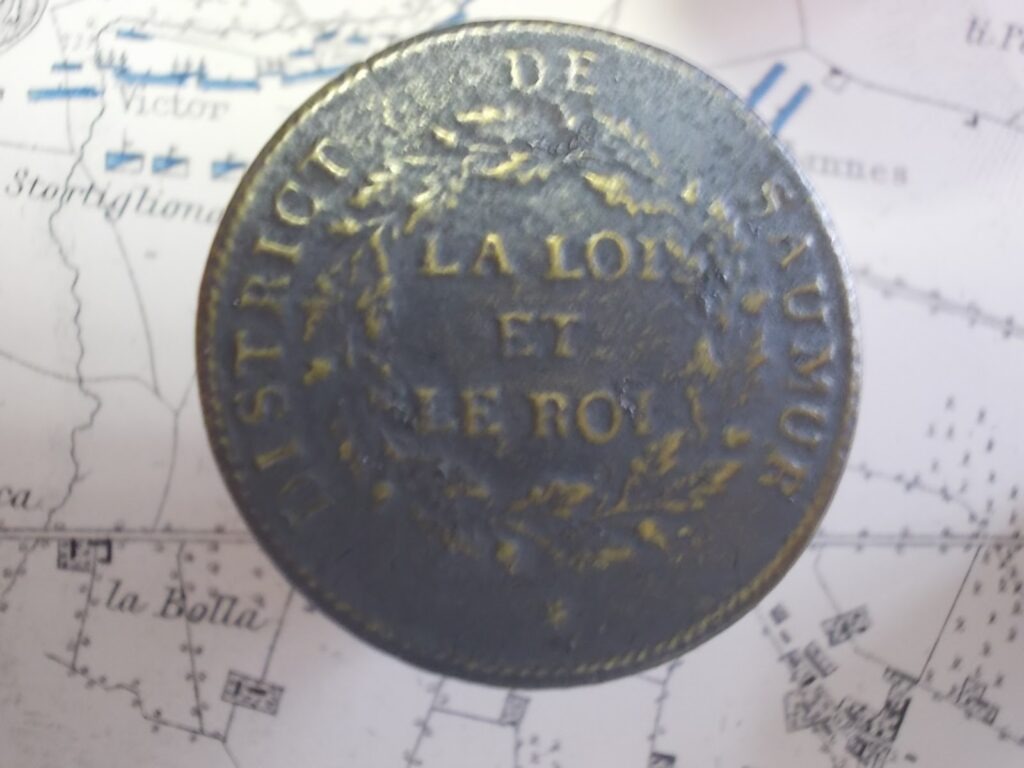 DISTRICT DE SAUMUR
LA LOI
ET
LE ROI
Victor
Stortigliona
la Bolla